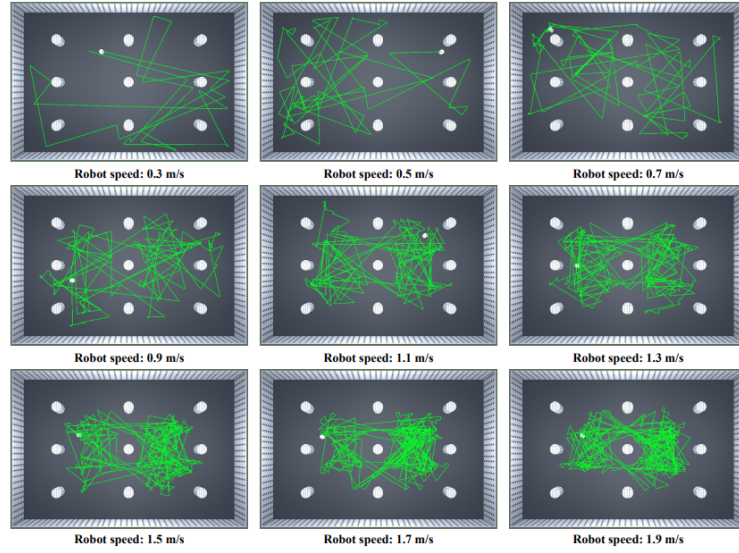 Robot speed: 0.3 m/s
Robot speed: 0.5 m/s
Robot speed: 0.7 m/s
Robot speed: 0.9 m/s
Robot speed: 1.1 m/s
Robot speed: 1.3 m/s
Robot speed: 1.5 m/s
Robot speed: 1.7 m/s
Robot speed: 1.9 m/s